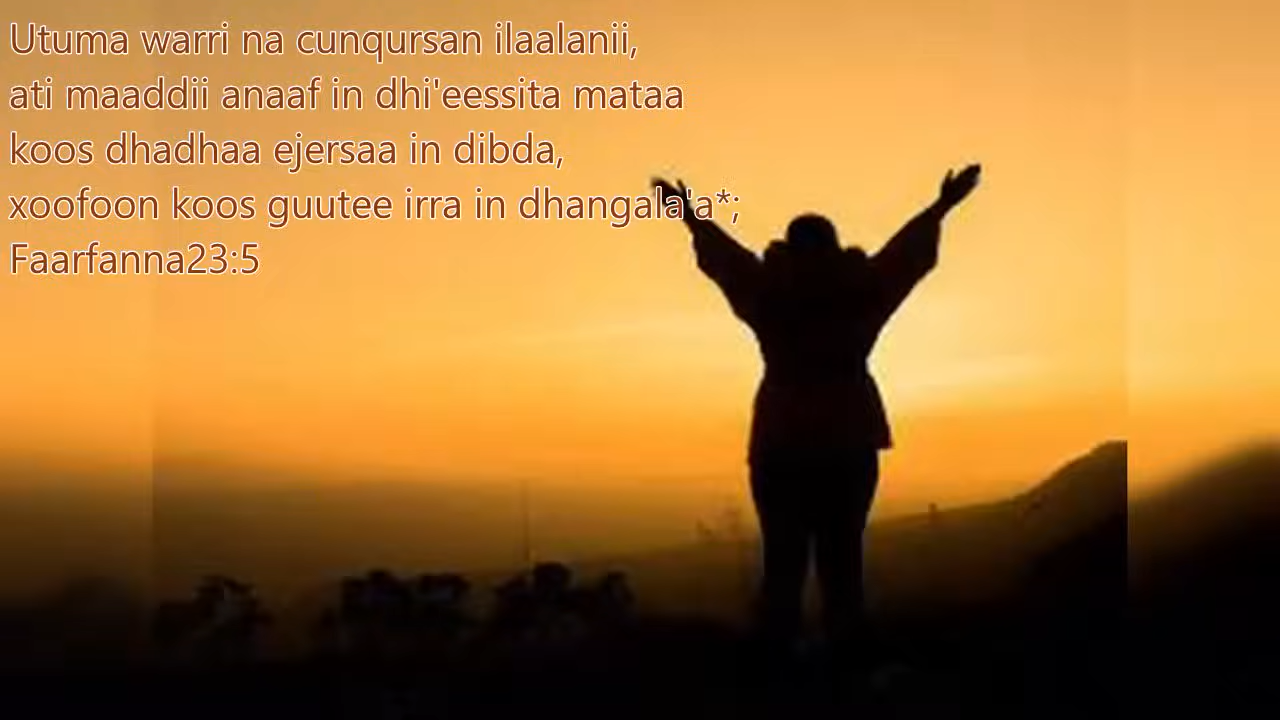 Utuma warri na cunqursan ilaalanii,
ati maaddii anaaf in dhi'eessita mataa
koos dhadhaa ejersaa in dibda,
xoofoon koos guutee irra in dhangala'a*;
Faarfanna23:5